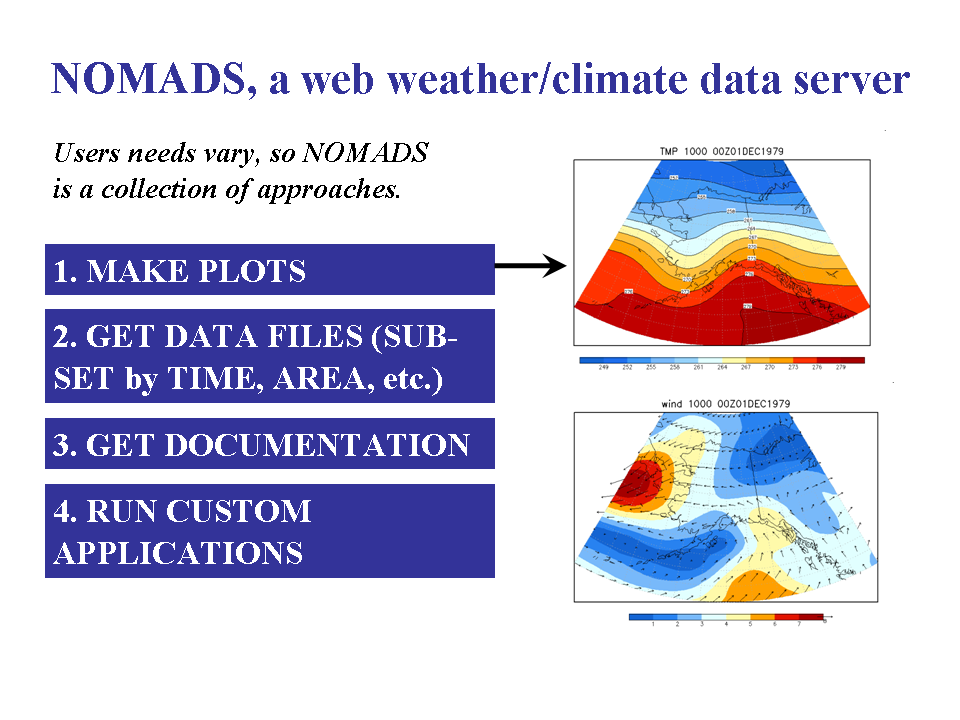 NOMADS, a web weather/climate data server
Users needs vary, so NOMADS
is a collection of approaches.
1. MAKE PLOTS
2. GET DATA FILES (SUB-
SET by TIME, AREA, etc.)
3. GET DOCUMENTATION
4. RUN CUSTOM
APPLICATIONS
TMP 1000 00Z01DEC1979
249 252 255 258 261 264 267 270 273 276 279
wind 1000 00Z01DEC1979
1 2 3 4 5 6 7